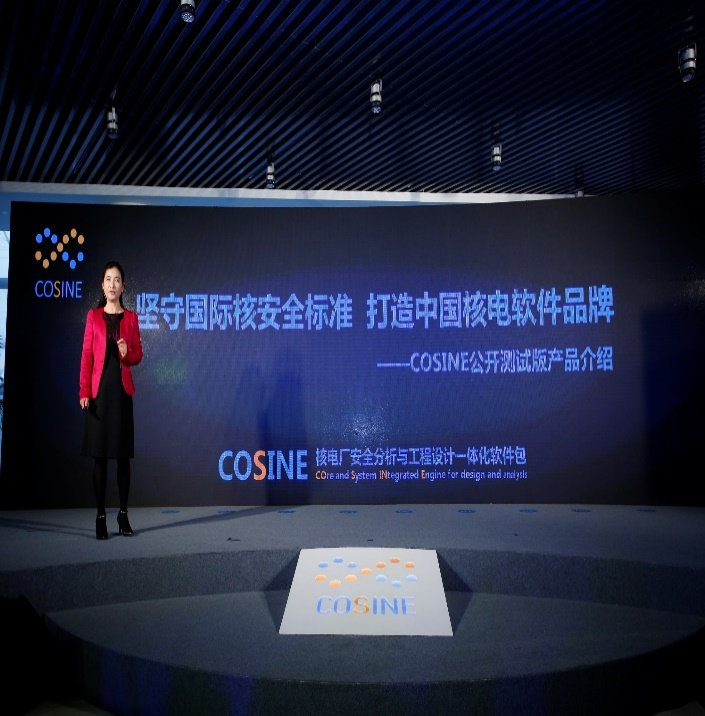 COSINE
坚守国际核安全标准 打造中国核电软件品牌
——COSINE公开测试版产品介绍
COSINE 核电厂安全分析与工程设计一体化软件包
COre and System INtegrated Engine for design and analysis
COSINE